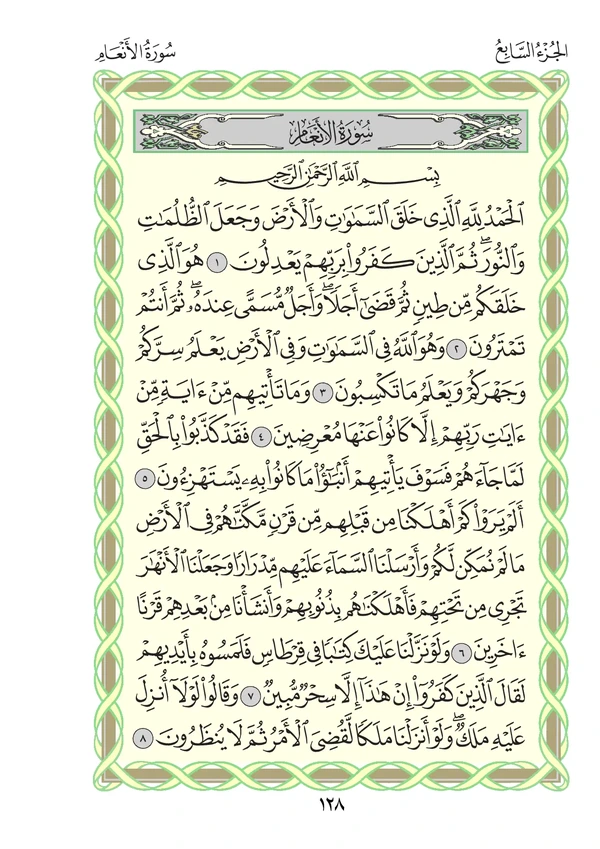 الجُزْءُ السَّابِعُ
سُورَةُ الأَنْعَامِ
سُورَةُ الأَنْعَامِ
بِسْمِ ٱللَّهِ ٱلرَّحْمَٰنِ ٱلرَّحِيمِ
ٱلْحَمْدُ لِلَّهِ ٱلَّذِى خَلَقَ ٱلسَّمَٰوَٰتِ وَٱلْأَرْضَ وَجَعَلَ ٱلظُّلُمَٰتِ
وَٱلنُّورَ ۖ ثُمَّ ٱلَّذِينَ كَفَرُوا۟ بِرَبِّهِمْ يَعْدِلُونَ ١ هُوَ ٱلَّذِى
خَلَقَكُم مِّن طِينٍ ثُمَّ قَضَىٰٓ أَجَلًا ۖ وَأَجَلٌ مُّسَمًّى عِندَهُۥ ۖ ثُمَّ أَنتُمْ
تَمْتَرُونَ ٢ وَهُوَ ٱللَّهُ فِى ٱلسَّمَٰوَٰتِ وَفِى ٱلْأَرْضِ يَعْلَمُ سِرَّكُمْ
وَجَهْرَكُمْ وَيَعْلَمُ مَا تَكْسِبُونَ ٣ وَمَا تَأْتِيهِم مِّنْ ءَايَةٍ مِّنْ
ءَايَٰتِ رَبِّهِمْ إِلَّا كَانُوا۟ عَنْهَا مُعْرِضِينَ ٤ فَقَدْ كَذَّبُوا۟ بِٱلْحَقِّ
لَمَّا جَآءَهُمْ فَسَوْفَ يَأْتِيهِمْ أَنۢبَٰٓؤُا۟ مَا كَانُوا۟ بِهِۦ يَسْتَهْزِءُونَ ٥
أَلَمْ يَرَوْا۟ كَمْ أَهْلَكْنَا مِن قَبْلِهِم مِّن قَرْنٍ مَّكَّنَّٰهُمْ فِى ٱلْأَرْضِ
مَا لَمْ نُمَكِّن لَّكُمْ وَأَرْسَلْنَا ٱلسَّمَآءَ عَلَيْهِم مِّدْرَارًا وَجَعَلْنَا ٱلْأَنْهَٰرَ
تَجْرِى مِن تَحْتِهِمْ فَأَهْلَكْنَٰهُم بِذُنُوبِهِمْ وَأَنشَأْنَا مِنۢ بَعْدِهِمْ قَرْنًا
ءَاخَرِينَ ٦ وَلَوْ نَزَّلْنَا عَلَيْكَ كِتَٰبًا فِى قِرْطَاسٍ فَلَمَسُوهُ بِأَيْدِيهِمْ
لَقَالَ ٱلَّذِينَ كَفَرُوٓا۟ إِنْ هَٰذَآ إِلَّا سِحْرٌ مُّبِينٌ ٧ وَقَالُوا۟ لَوْلَآ أُنزِلَ
عَلَيْهِ مَلَكٌ ۖ وَلَوْ أَنزَلْنَا مَلَكًا لَّقُضِىَ ٱلْأَمْرُ ثُمَّ لَا يُنظَرُونَ ٨
١٢٨